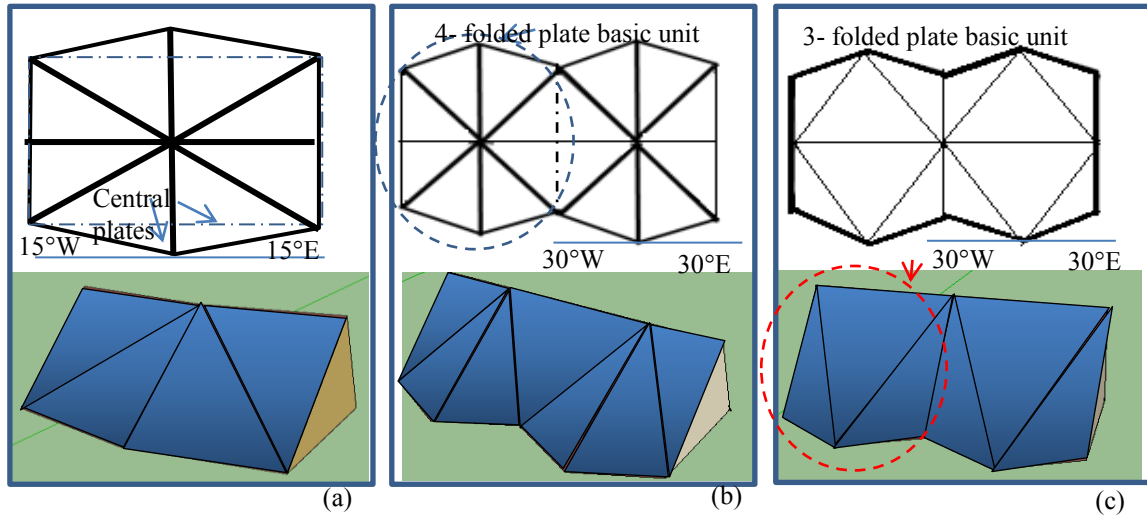 Central
plates
15°W
15°E
(a)
4- folded plate basic unit
30°W
30°E
(b)
3- folded plate basic unit
30°W
30°E
(c)